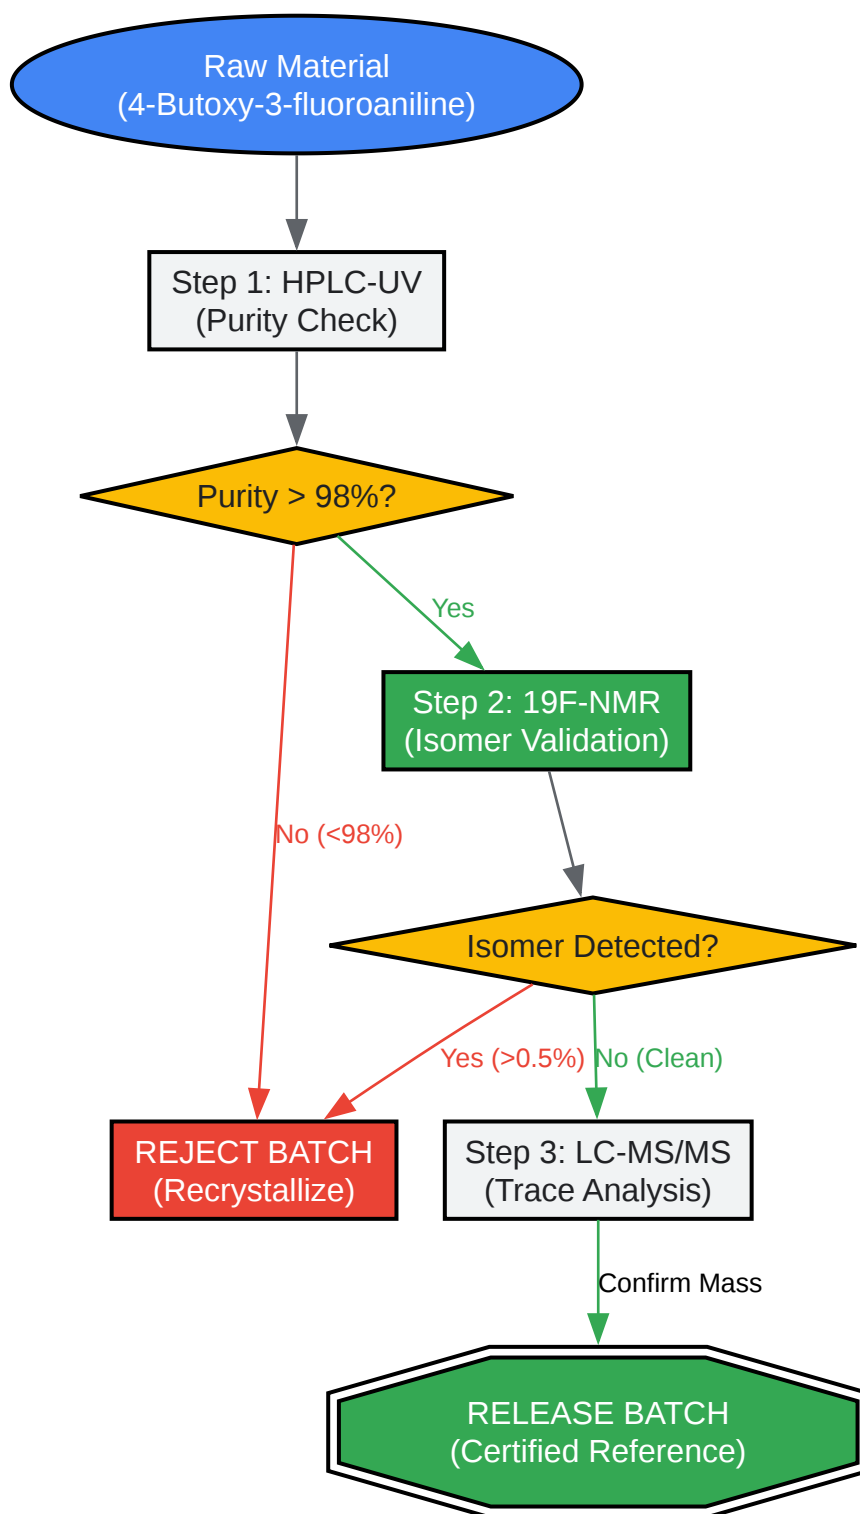 Raw Material
(4-Butoxy-3-fluoroaniline)
Step 1: HPLC-UV
(Purity Check)
Purity > 98%?
Yes
Step 2: 19F-NMR
(Isomer Validation)
No (<98%)
Isomer Detected?
Yes (>0.5%)
No (Clean)
REJECT BATCH
(Recrystallize)
Step 3: LC-MS/MS
(Trace Analysis)
Confirm Mass
RELEASE BATCH
(Certified Reference)